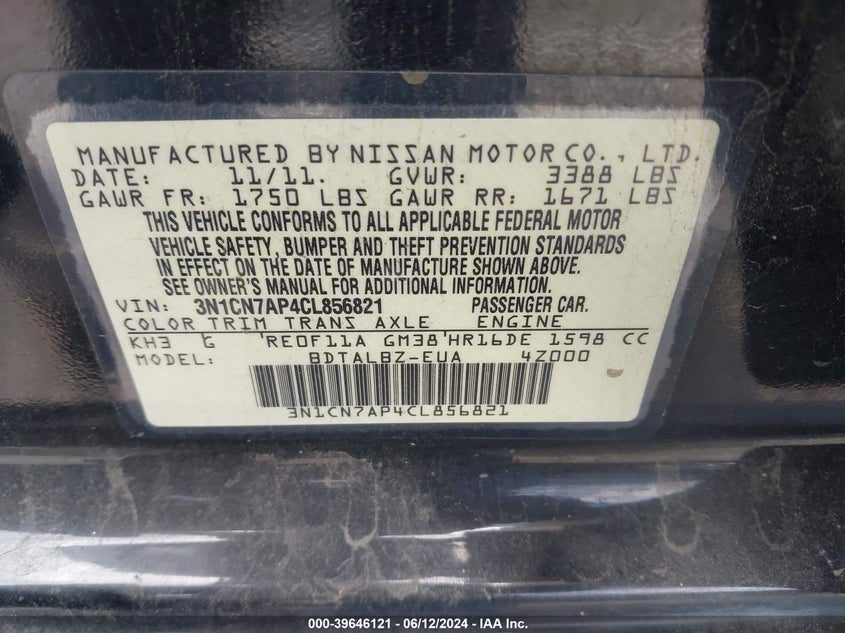 MANUFACTURED BY NISSAN MOTOR CO., LTD.
DATE: 11/11. GVWR: 3388 LBS
GAWR FR: 1750 LBS GAWR RR: 1671 LBS
THIS VEHICLE CONFORMS TO ALL APPLICABLE FEDERAL MOTOR
VEHICLE SAFETY, BUMPER AND THEFT PREVENTION STANDARDS
IN EFFECT ON THE DATE OF MANUFACTURE SHOWN ABOVE.
SEE OWNER'S MANUAL FOR ADDITIONAL INFORMATION.
VIN: 3N1CN7AP4CL856821 PASSENGER CAR.
COLOR TRIM TRANS AXLE ENGINE
KH3 G RE0F11A GM38 HR16DE 1598 CC
MODEL: BDTALBZ-EUA 4Z000
3N1CN7AP4CL856821
000-39646121 - 06/12/2024 - IAA Inc.